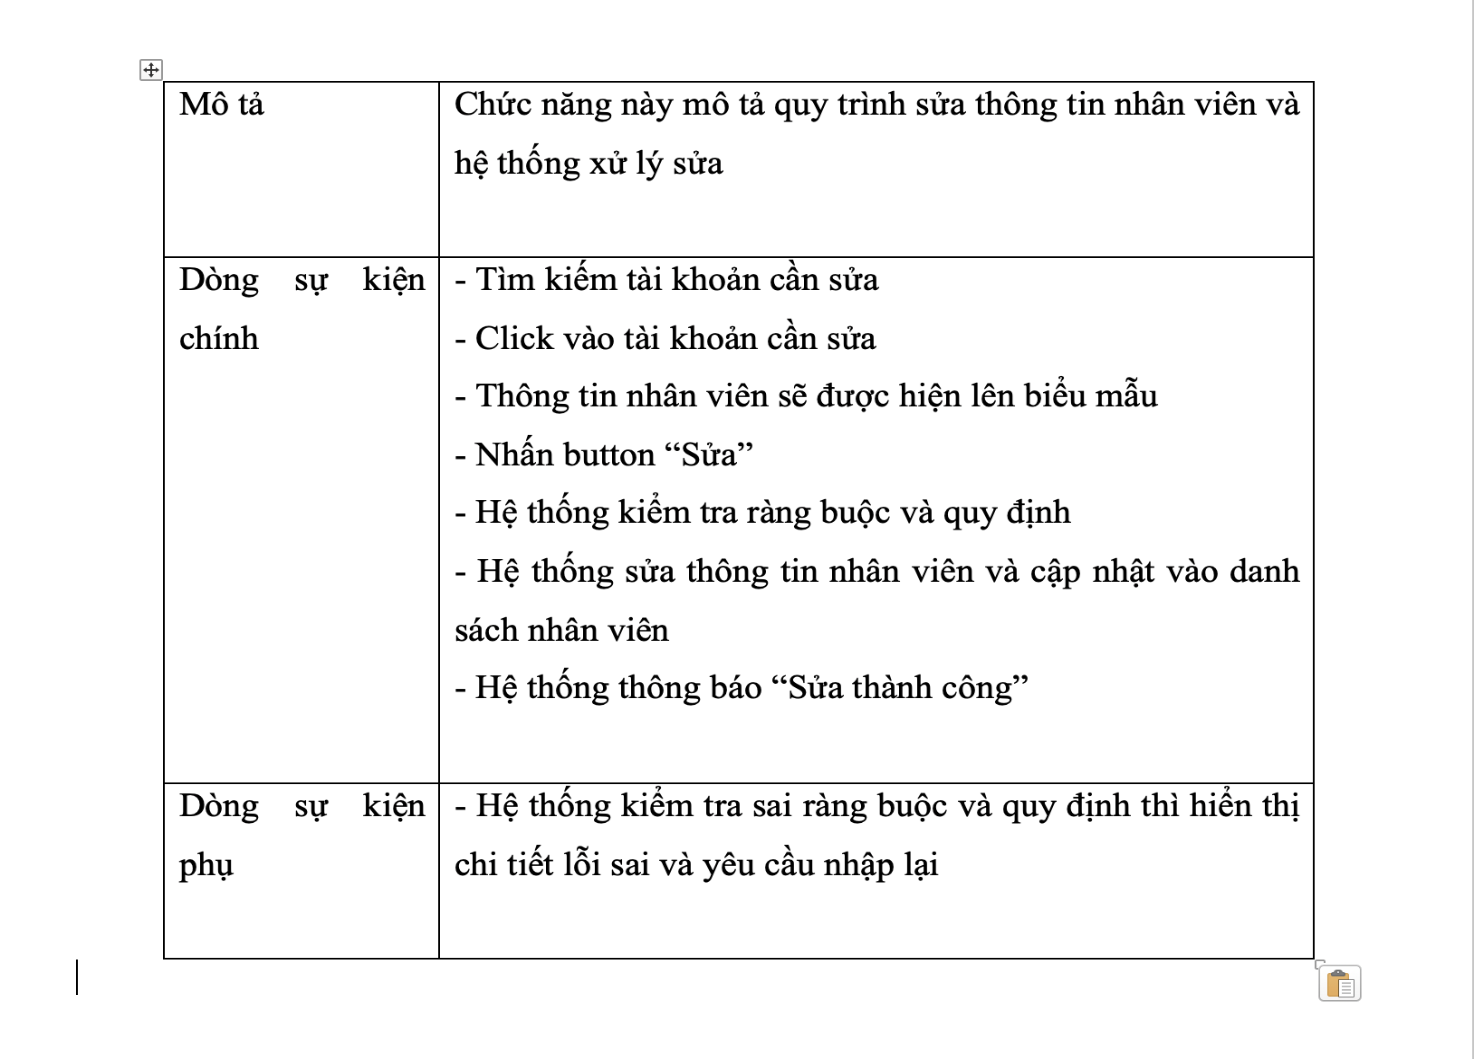 Mô tả
Chức năng này mô tả quy trình sửa thông tin nhân viên và
hệ thống xử lý sửa
Dòng sự kiện
chính
- Tìm kiếm tài khoản cần sửa
- Click vào tài khoản cần sửa
- Thông tin nhân viên sẽ được hiện lên biểu mẫu
- Nhấn button “Sửa”
- Hệ thống kiểm tra ràng buộc và quy định
- Hệ thống sửa thông tin nhân viên và cập nhật vào danh
sách nhân viên
- Hệ thống thông báo “Sửa thành công”
Dòng sự kiện
phụ
- Hệ thống kiểm tra sai ràng buộc và quy định thì hiển thị
chi tiết lỗi sai và yêu cầu nhập lại